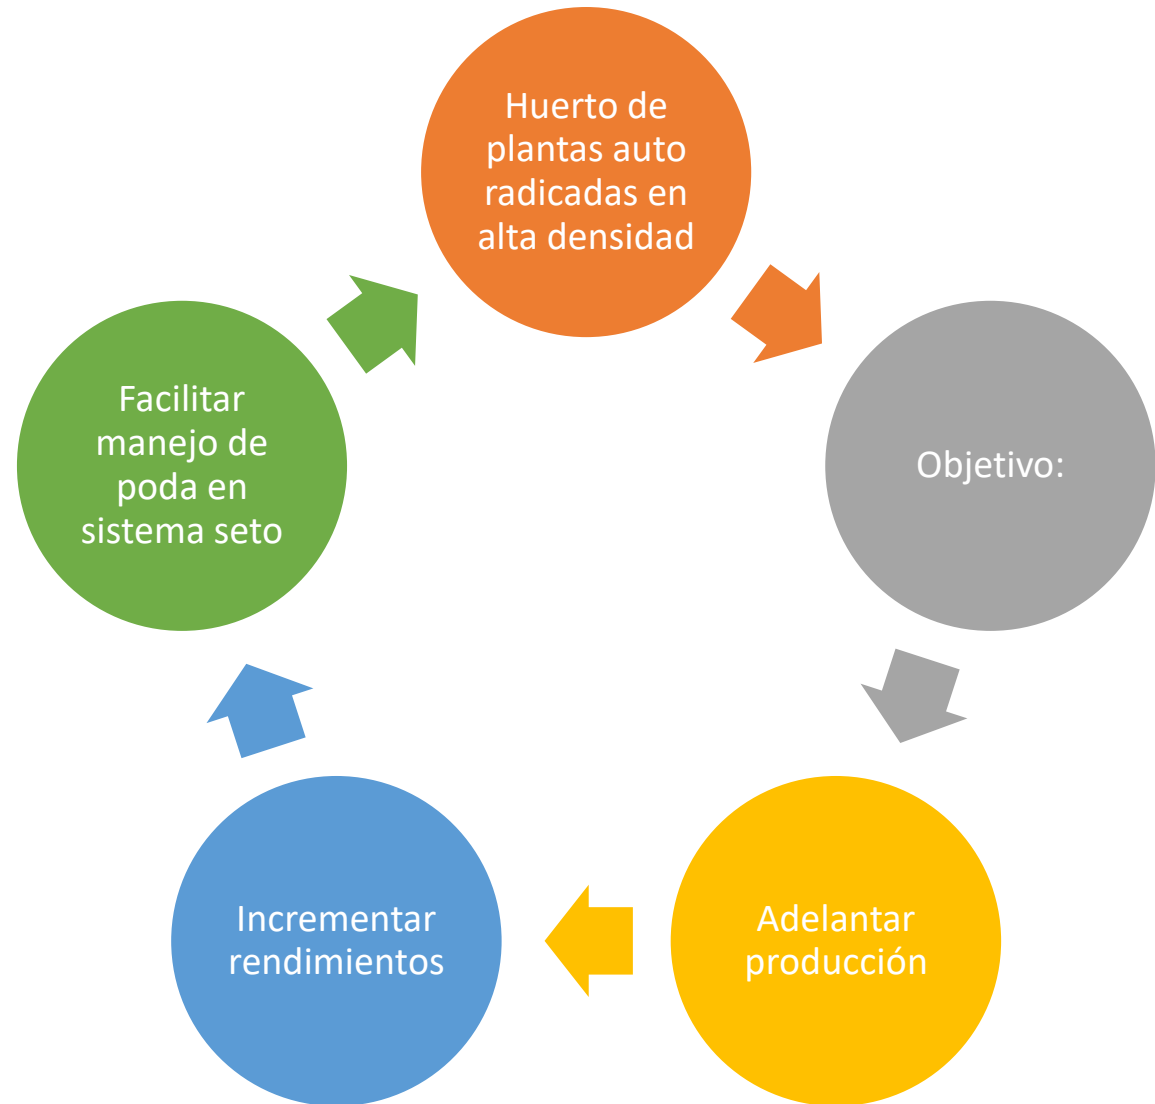 Huerto de
plantas auto
radicadas en
alta densidad
Objetivo:
Adelantar
producción
Incrementar
rendimientos
Facilitar
manejo de
poda en
sistema seto